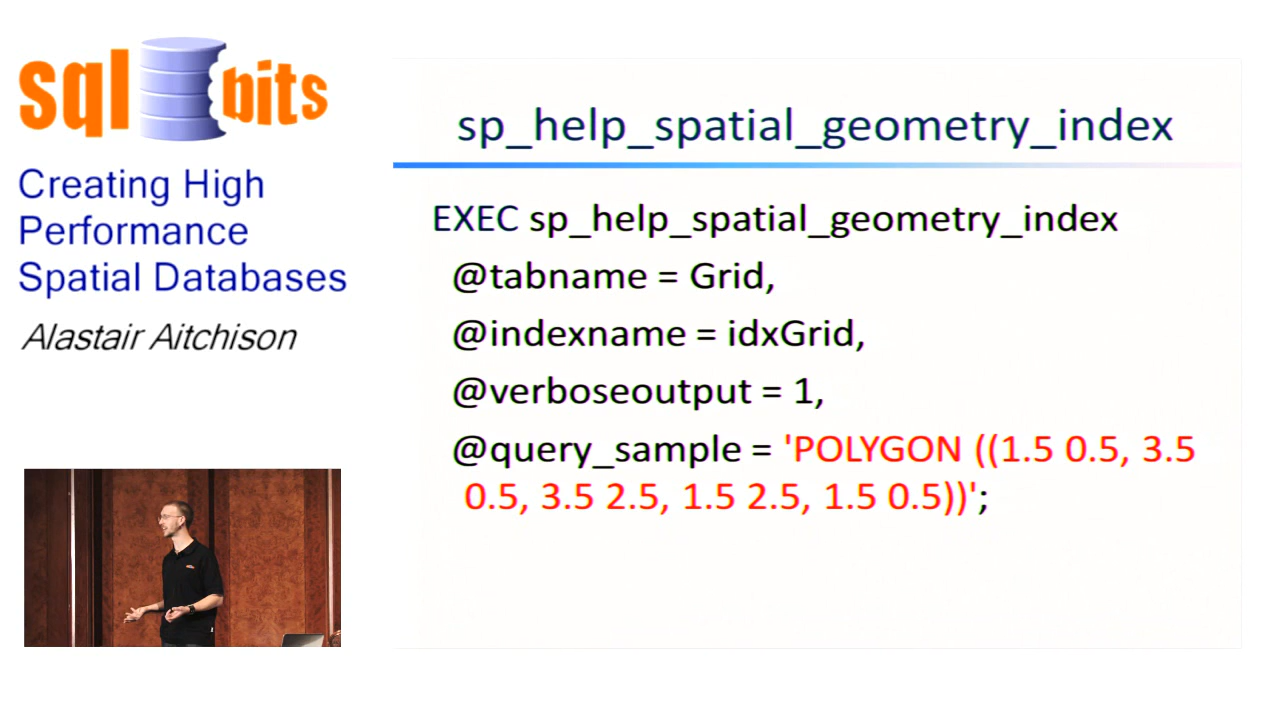 sql bits
Creating High
Performance
Spatial Databases
Alastair Aitchison
sp_help_spatial_geometry_index
EXEC sp_help_spatial_geometry_index
@tabname = Grid,
@indexname = idxGrid,
@verboseoutput = 1,
@query_sample = 'POLYGON ((1.5 0.5, 3.5
0.5, 3.5 2.5, 1.5 2.5, 1.5 0.5))';